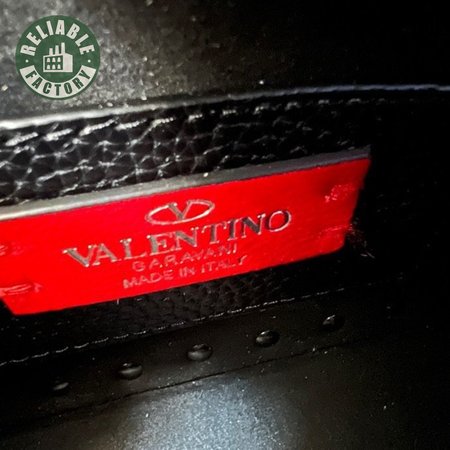 RELIABLE
FACTORY
V
VALENTINO
GARAVANI
MADE IN ITALY